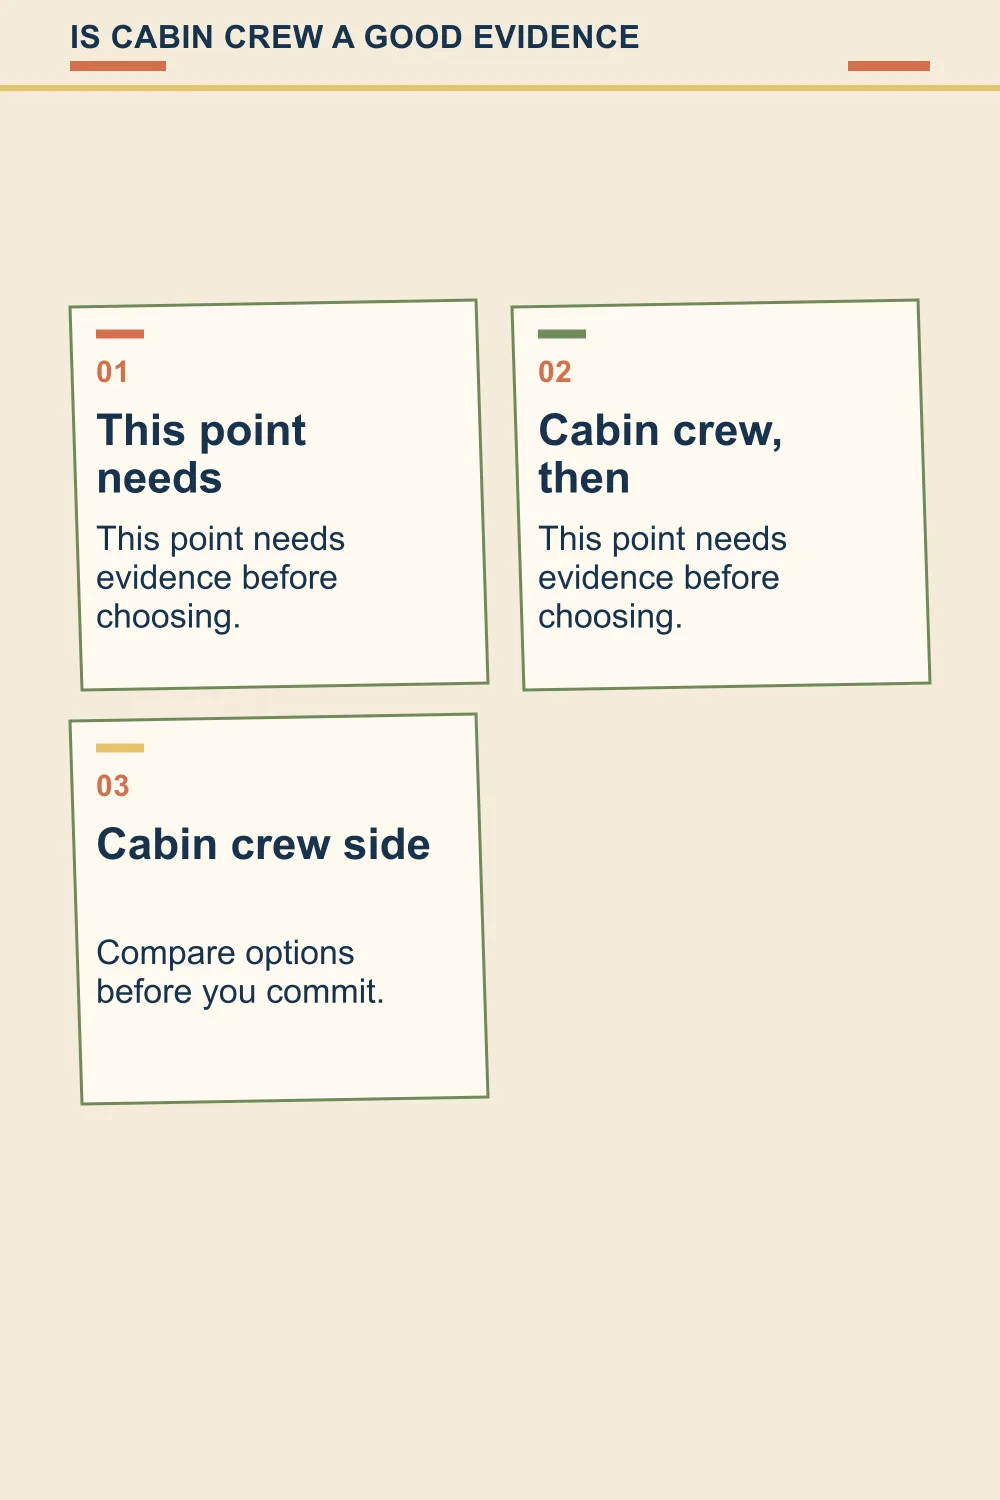 IS CABIN CREW A GOOD EVIDENCE
01
This point
needs
This point needs
evidence before
choosing.
02
Cabin crew,
then
This point needs
evidence before
choosing.
03
Cabin crew side
Compare options
before you commit.